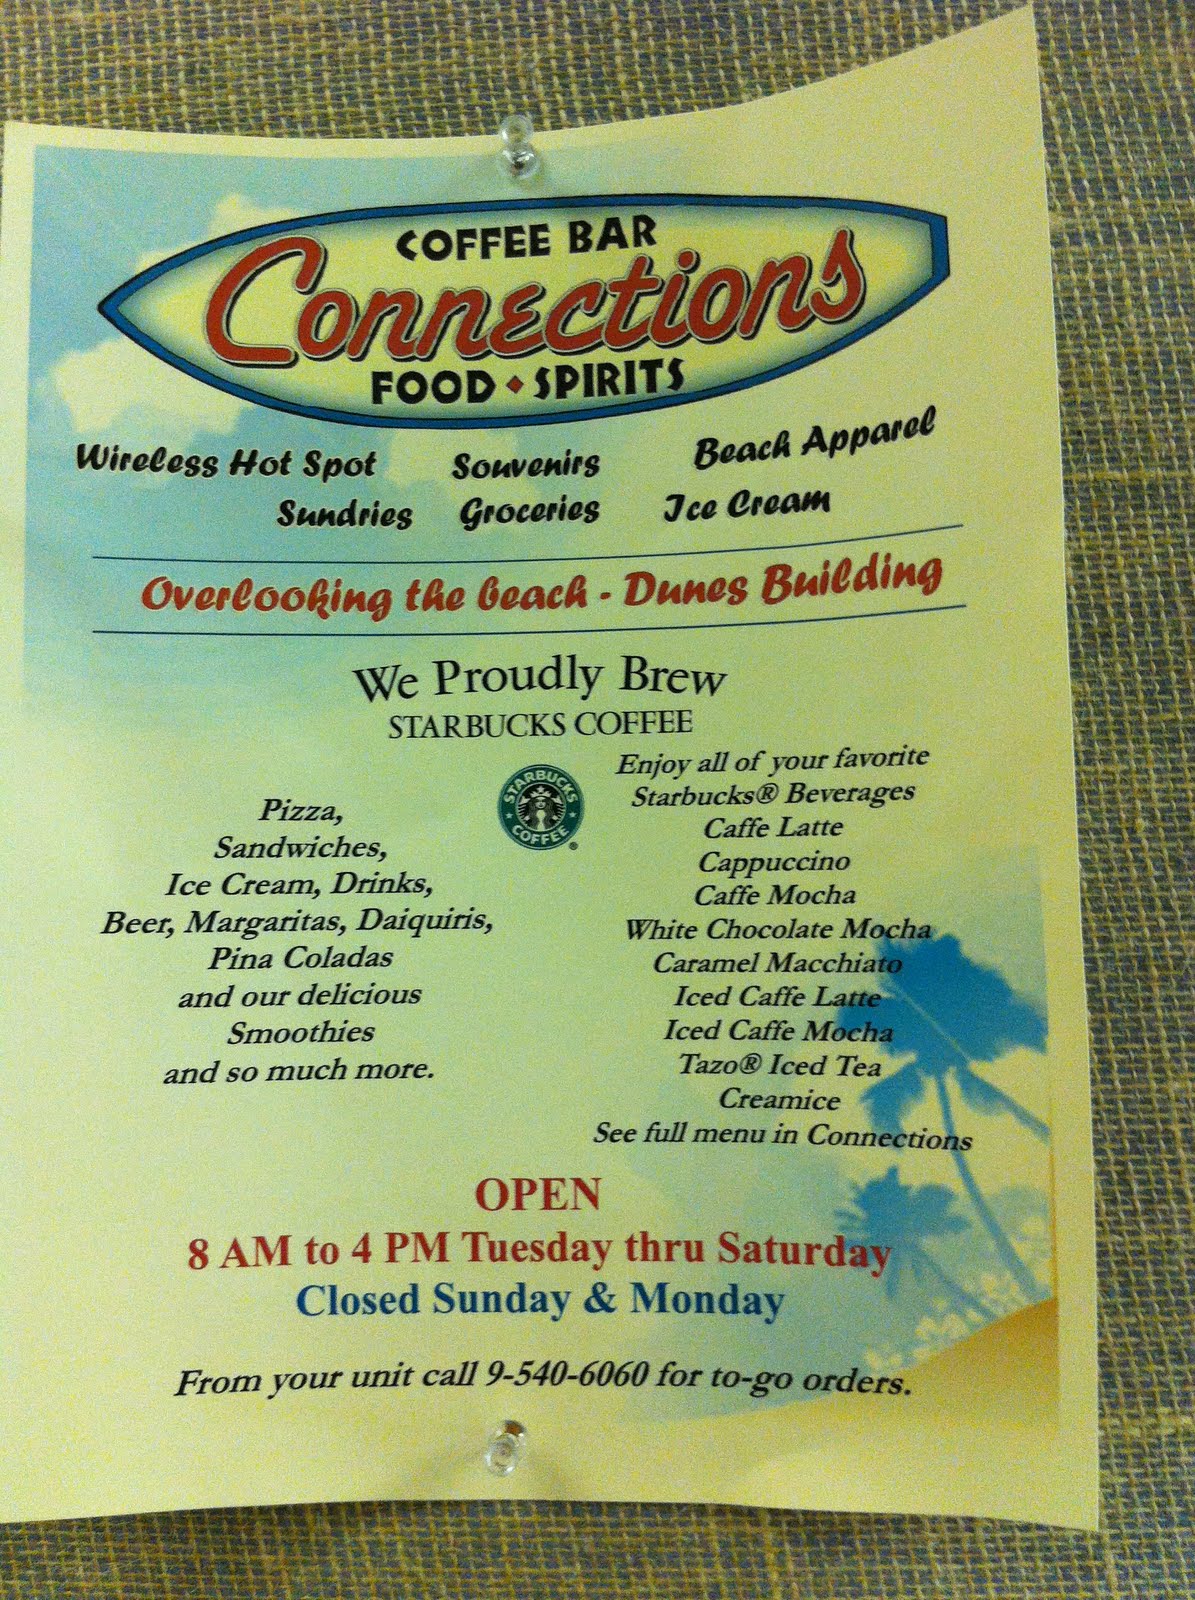 COFFEE BAR
Connections
FOOD ◆ SPIRITS
Wireless Hot Spot Souvenirs Beach Apparel
Sundries Groceries Ice Cream
Overlooking the beach - Dunes Building
We Proudly Brew
STARBUCKS COFFEE
STARBUCKS
COFFEE
®
Pizza,
Sandwiches,
Ice Cream, Drinks,
Beer, Margaritas, Daiquiris,
Pina Coladas
and our delicious
Smoothies
and so much more.
Enjoy all of your favorite
Starbucks® Beverages
Caffe Latte
Cappuccino
Caffe Mocha
White Chocolate Mocha
Caramel Macchiato
Iced Caffe Latte
Iced Caffe Mocha
Tazo® Iced Tea
Creamice
See full menu in Connections
OPEN
8 AM to 4 PM Tuesday thru Saturday
Closed Sunday & Monday
From your unit call 9-540-6060 for to-go orders.